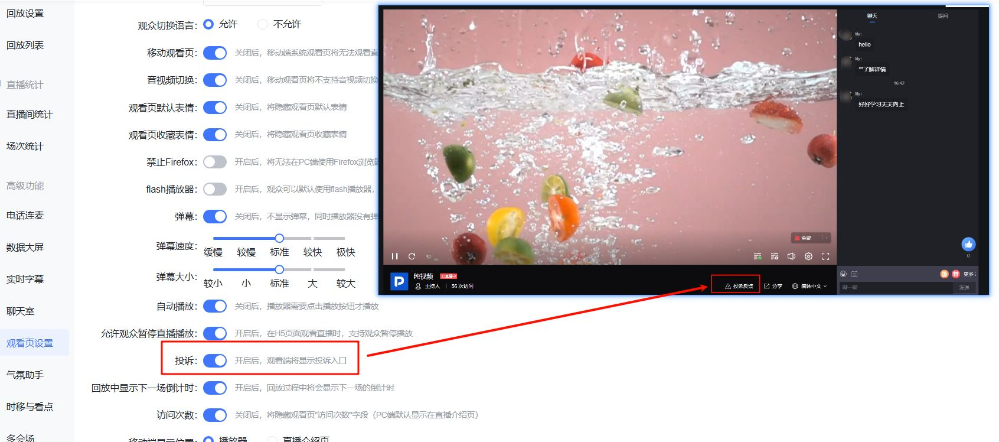 回放设置
回放列表
直播统计
直播间统计
场次统计
高级功能
电话连麦
数据大屏
实时字幕
聊天室
观看页设置
气氛助手
时移与看点
多会场
观众切换语言: 允许 不允许
移动观看页: 关闭后，移动端系统观看页将无法观看直
音视频切换: 关闭后，移动观看页将不支持音视频切换
观看页默认表情: 关闭后，将隐藏观看页默认表情
观看页收藏表情: 关闭后，将隐藏观看页收藏表情
禁止Firefox: 开启后，将无法在PC端使用Firefox浏览器
flash播放器: 开启后，观众可以默认使用flash播放器，
弹幕: 关闭后，不显示弹幕，同时播放器没有弹
弹幕速度:
缓慢 较慢 标准 较快 极快
弹幕大小:
较小 小 标准 大 较大
自动播放: 关闭后，播放器需要点击播放按钮才播放
允许观众暂停直播播放: 开启后，在H5页面观看直播时，支持观众暂停播放
投诉: 开启后，观看端将显示投诉入口
回放中显示下一场倒计时: 开启后，回放过程中将会显示下一场的倒计时
访问次数: 关闭后，将隐藏观看页"访问次数"字段（PC端默认显示在直播介绍页）
移动端显示位置: 播放器 直播介绍页
聊天 提问
lily:
hello
lily:
**了解详情
16:42
lily:
好好学习天天向上
全部
0
纯视频 直播中
主持人 | 56 次访问
投诉反馈 分享 简体中文
更多
聊一聊 发送